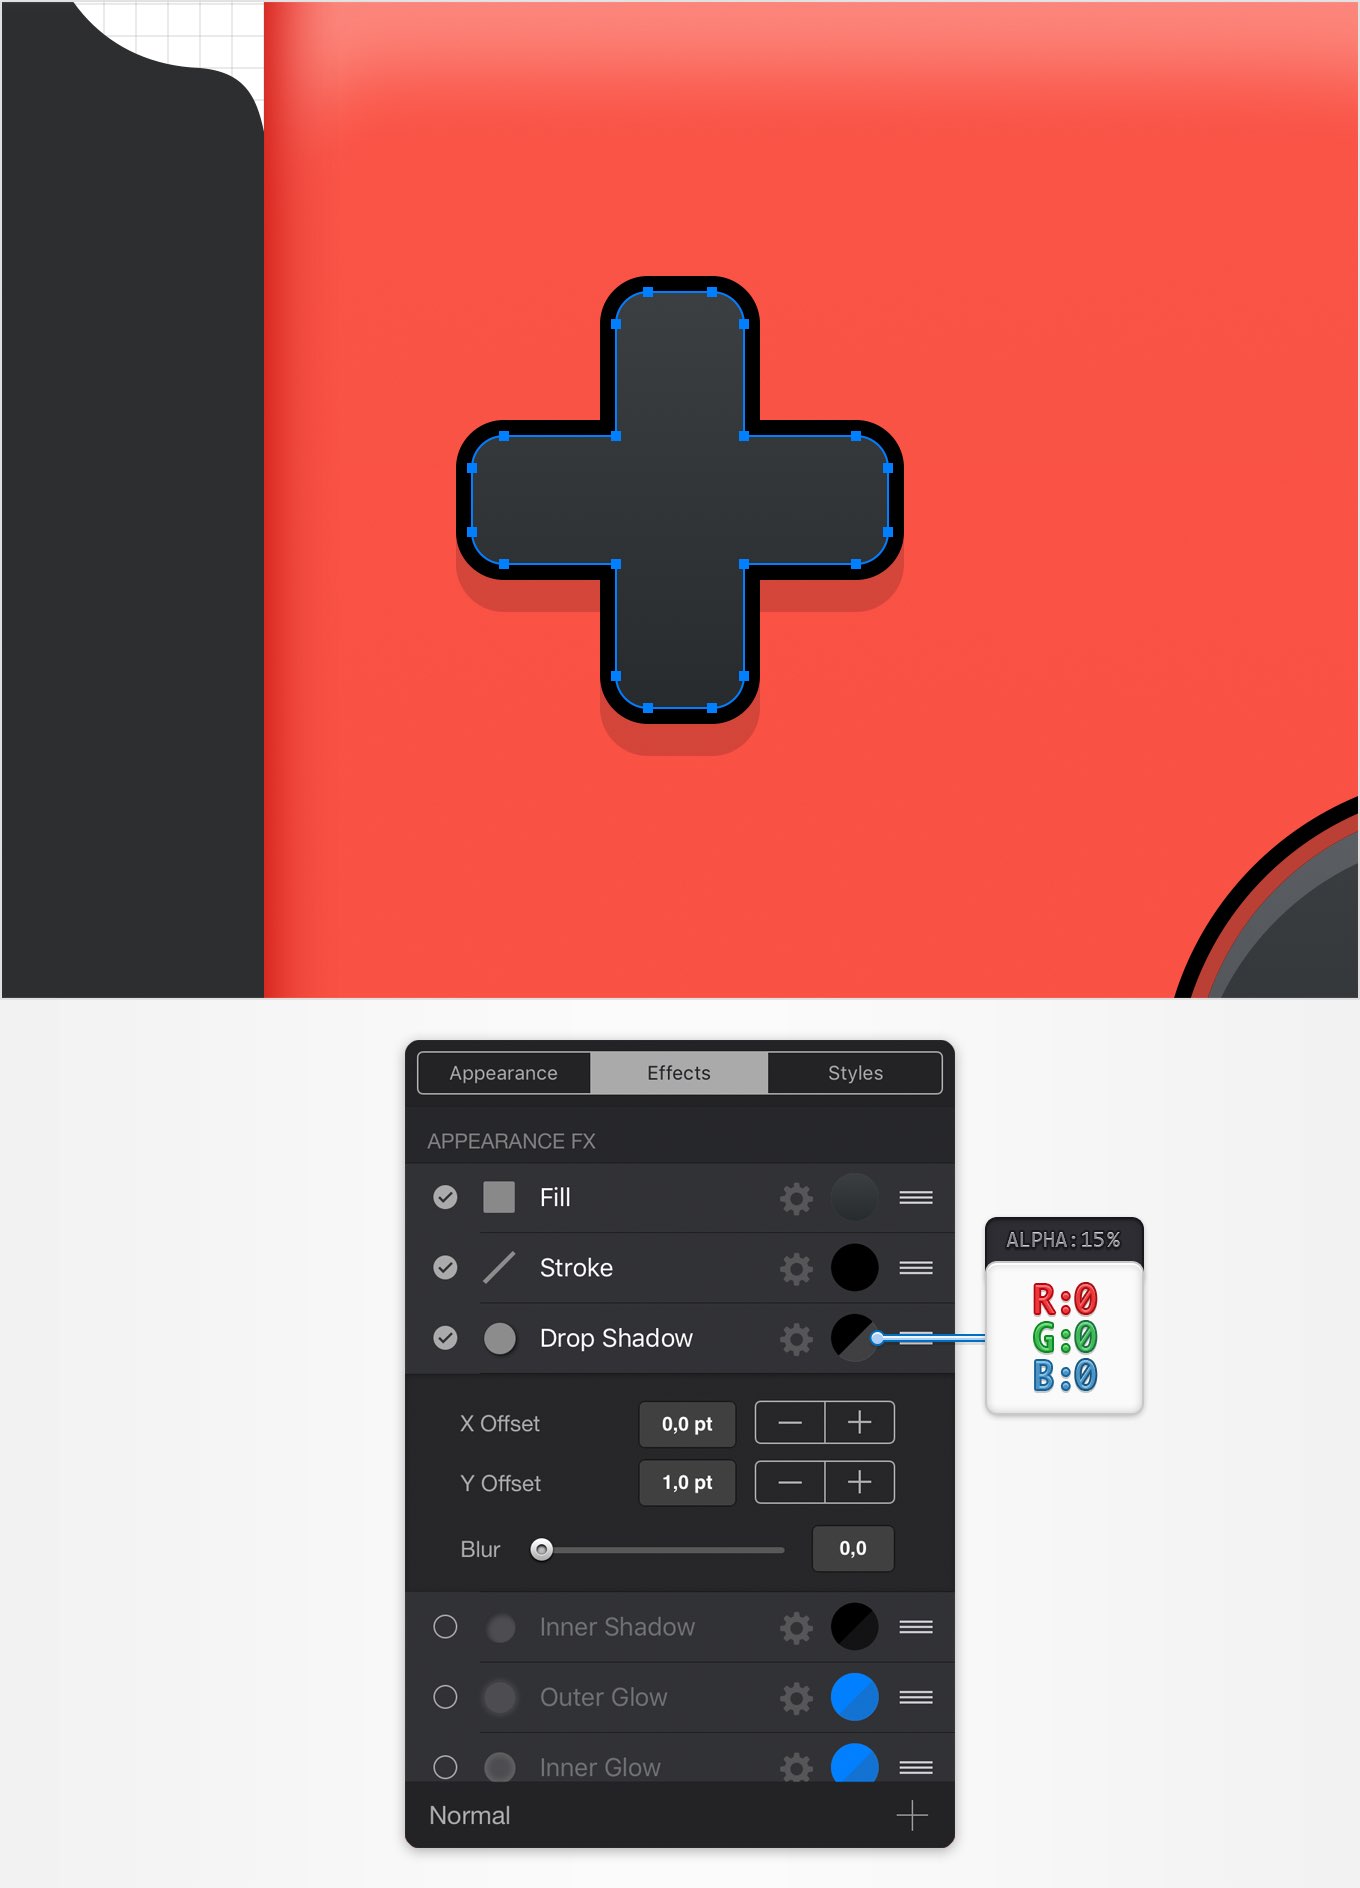 Appearance Effects Styles
APPEARANCE FX
Fill
Stroke
Drop Shadow
ALPHA:15%
R:0
G:0
B:0
X Offset 0,0 pt
Y Offset 1,0 pt
Blur 0,0
Inner Shadow
Outer Glow
Inner Glow
Normal